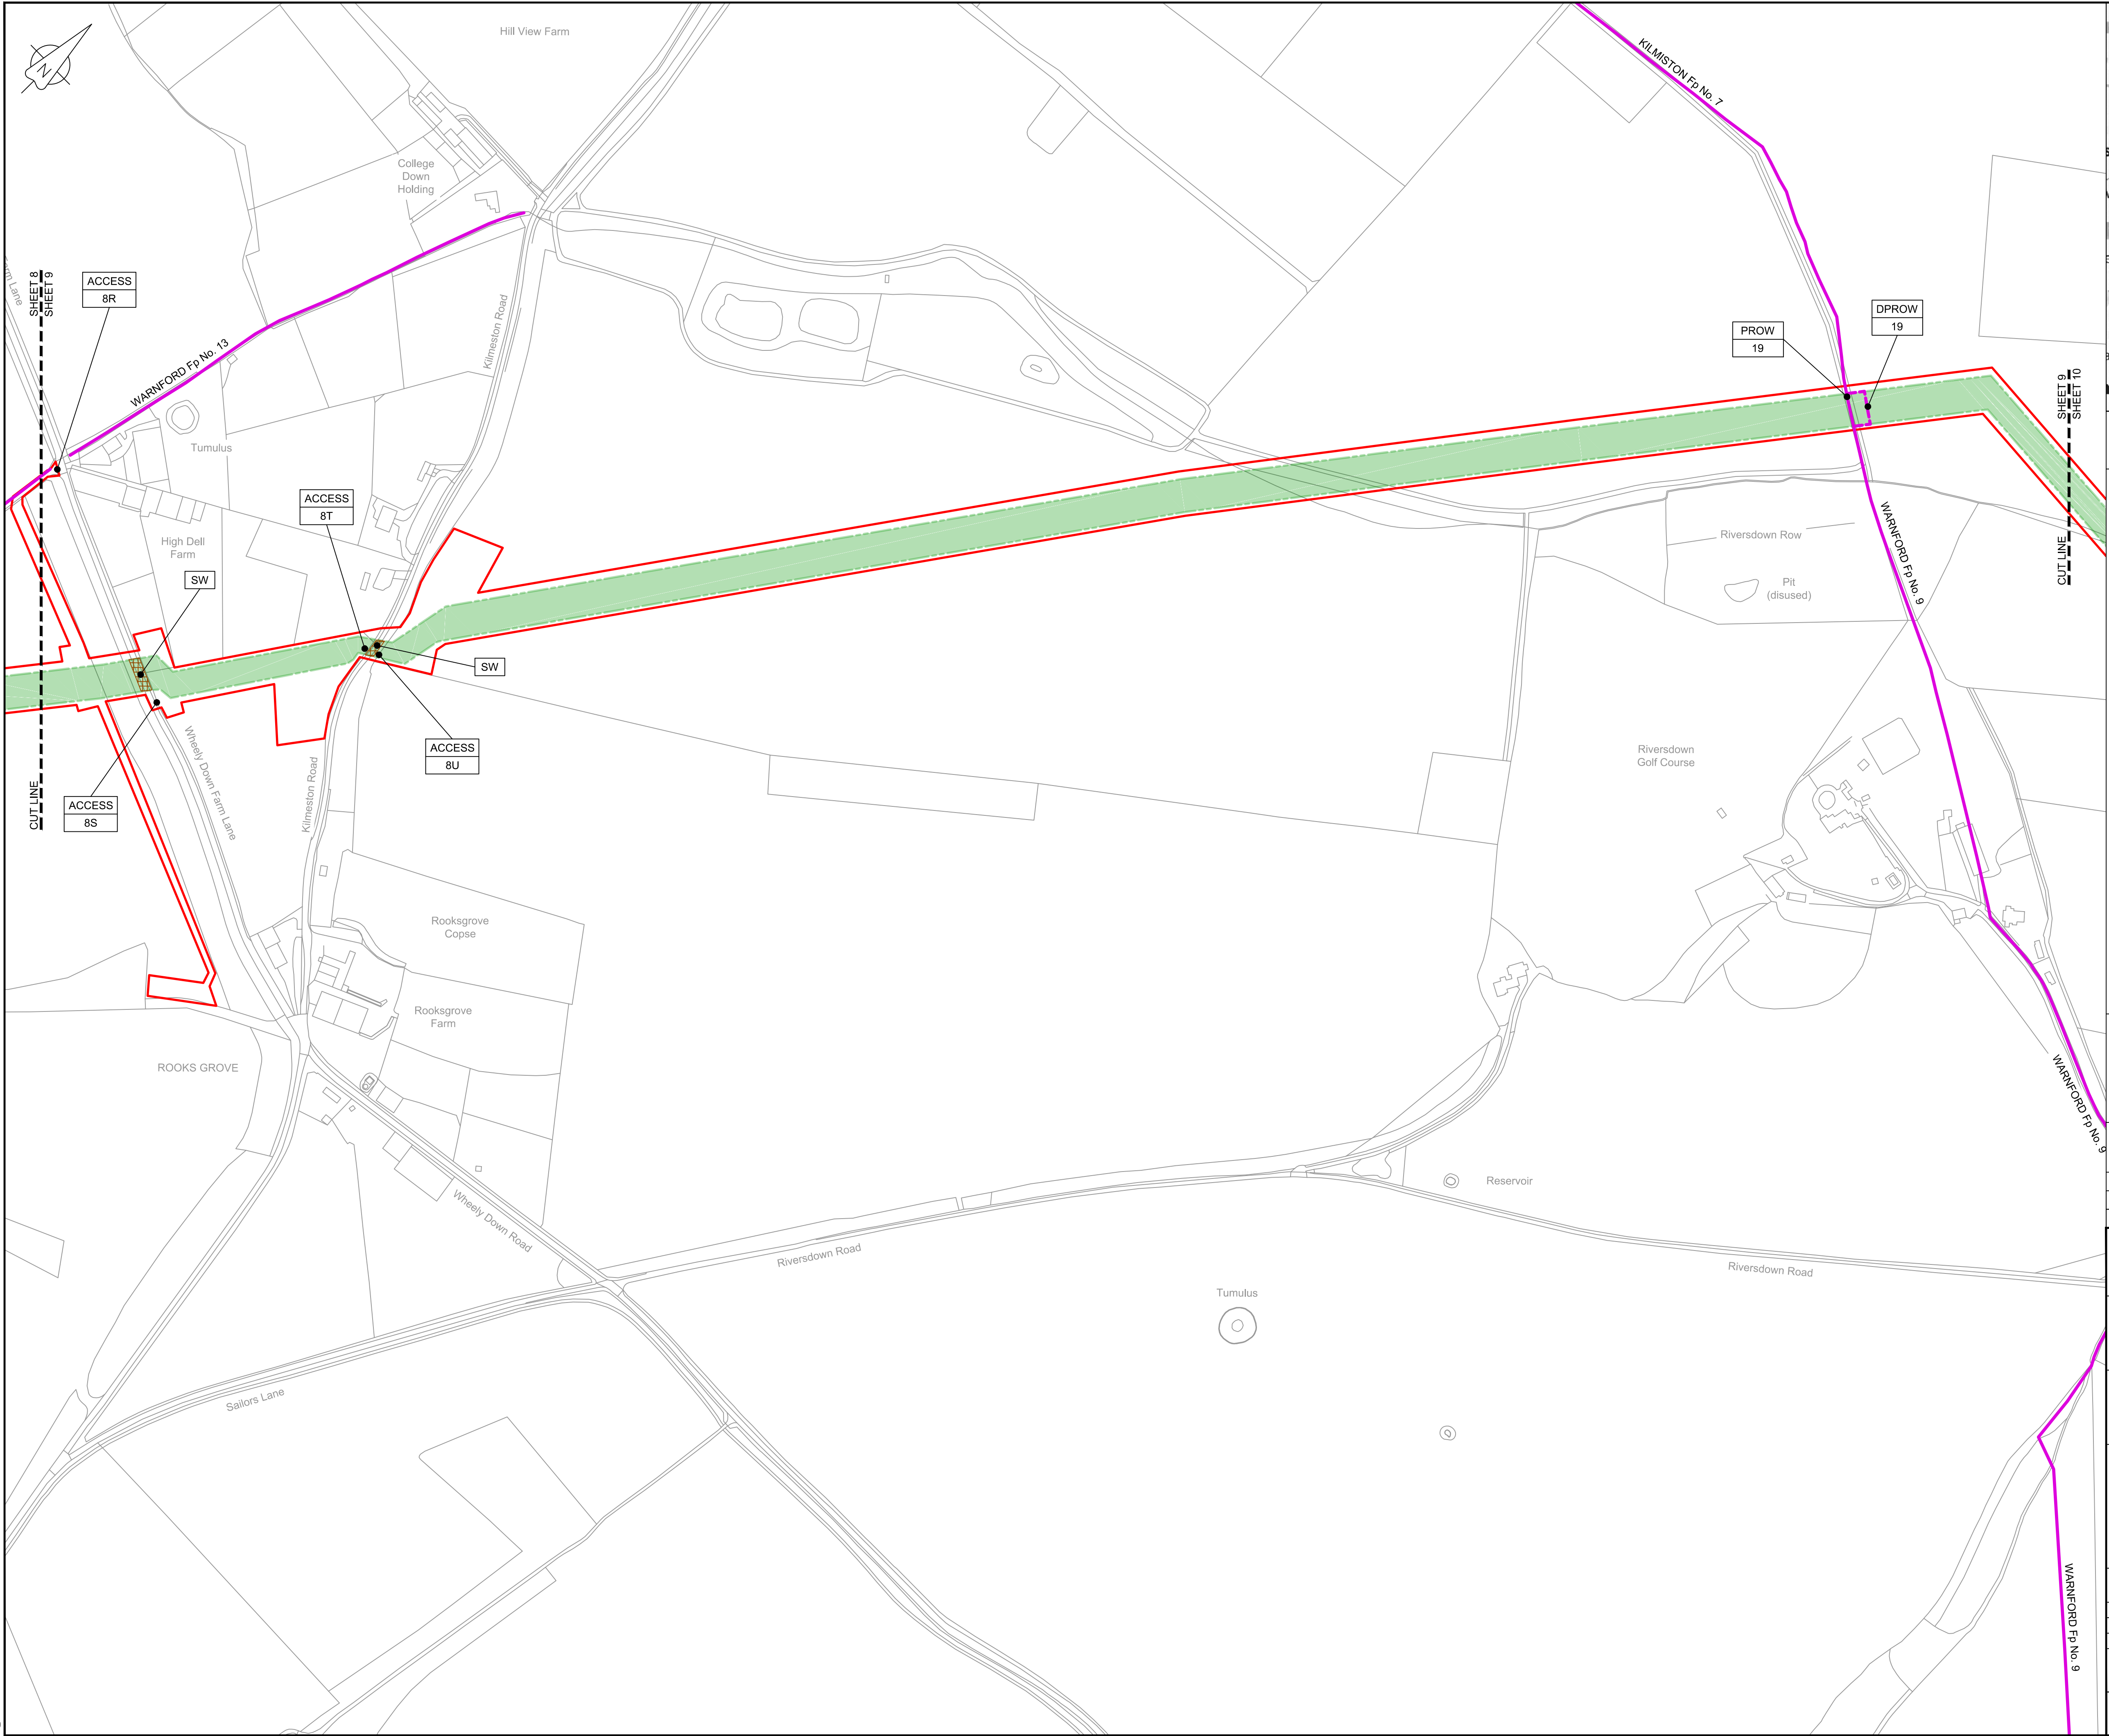 Hill View Farm
N
KILMISTON Fp No. 7
College
Down
Holding
SHEET 8
SHEET 9
ACCESS
8R
Kilmeston Road
WARNFORD Fp No. 13
Tumulus
PROW
19
DPROW
19
SHEET 9
SHEET 10
ACCESS
8T
High Dell
Farm
SW
WARNFORD Fp No. 9
Riversdown Row
Pit
(disused)
CUT LINE
SW
ACCESS
8U
Wheely Down Farm Lane
Kilmeston Road
Riversdown
Golf Course
CUT LINE
ACCESS
8S
Rooksgrove
Copse
Rooksgrove
Farm
ROOKS GROVE
WARNFORD Fp No. 9
Reservoir
Wheely Down Road
Riversdown Road
Riversdown Road
Tumulus
Sailors Lane
WARNFORD Fp No. 9